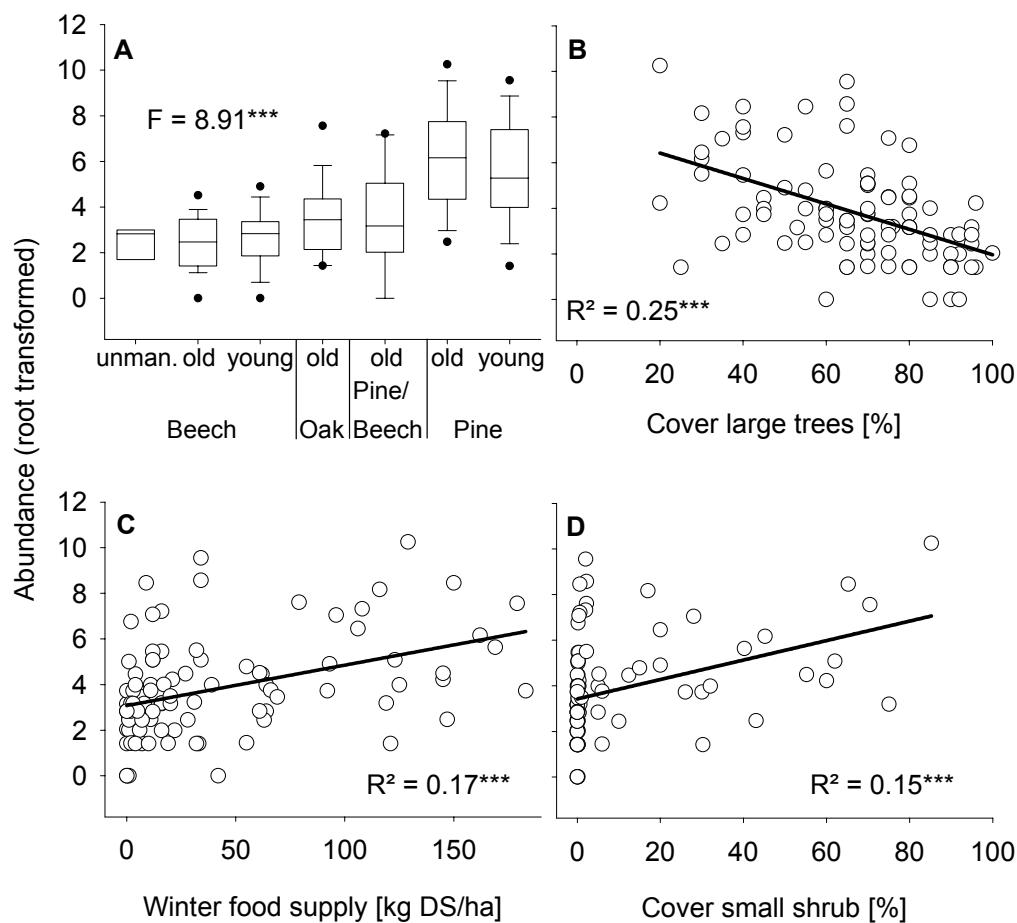 Abundance (root transformed)
A
F = 8.91***
12
10
8
6
4
2
0
unman. old young old old old young
Pine/
Beech Oak Beech Pine
B
R² = 0.25***
0 20 40 60 80 100
Cover large trees [%]
C
12
10
8
6
4
2
0
R² = 0.17***
0 50 100 150
Winter food supply [kg DS/ha]
D
R² = 0.15***
0 20 40 60 80 100
Cover small shrub [%]